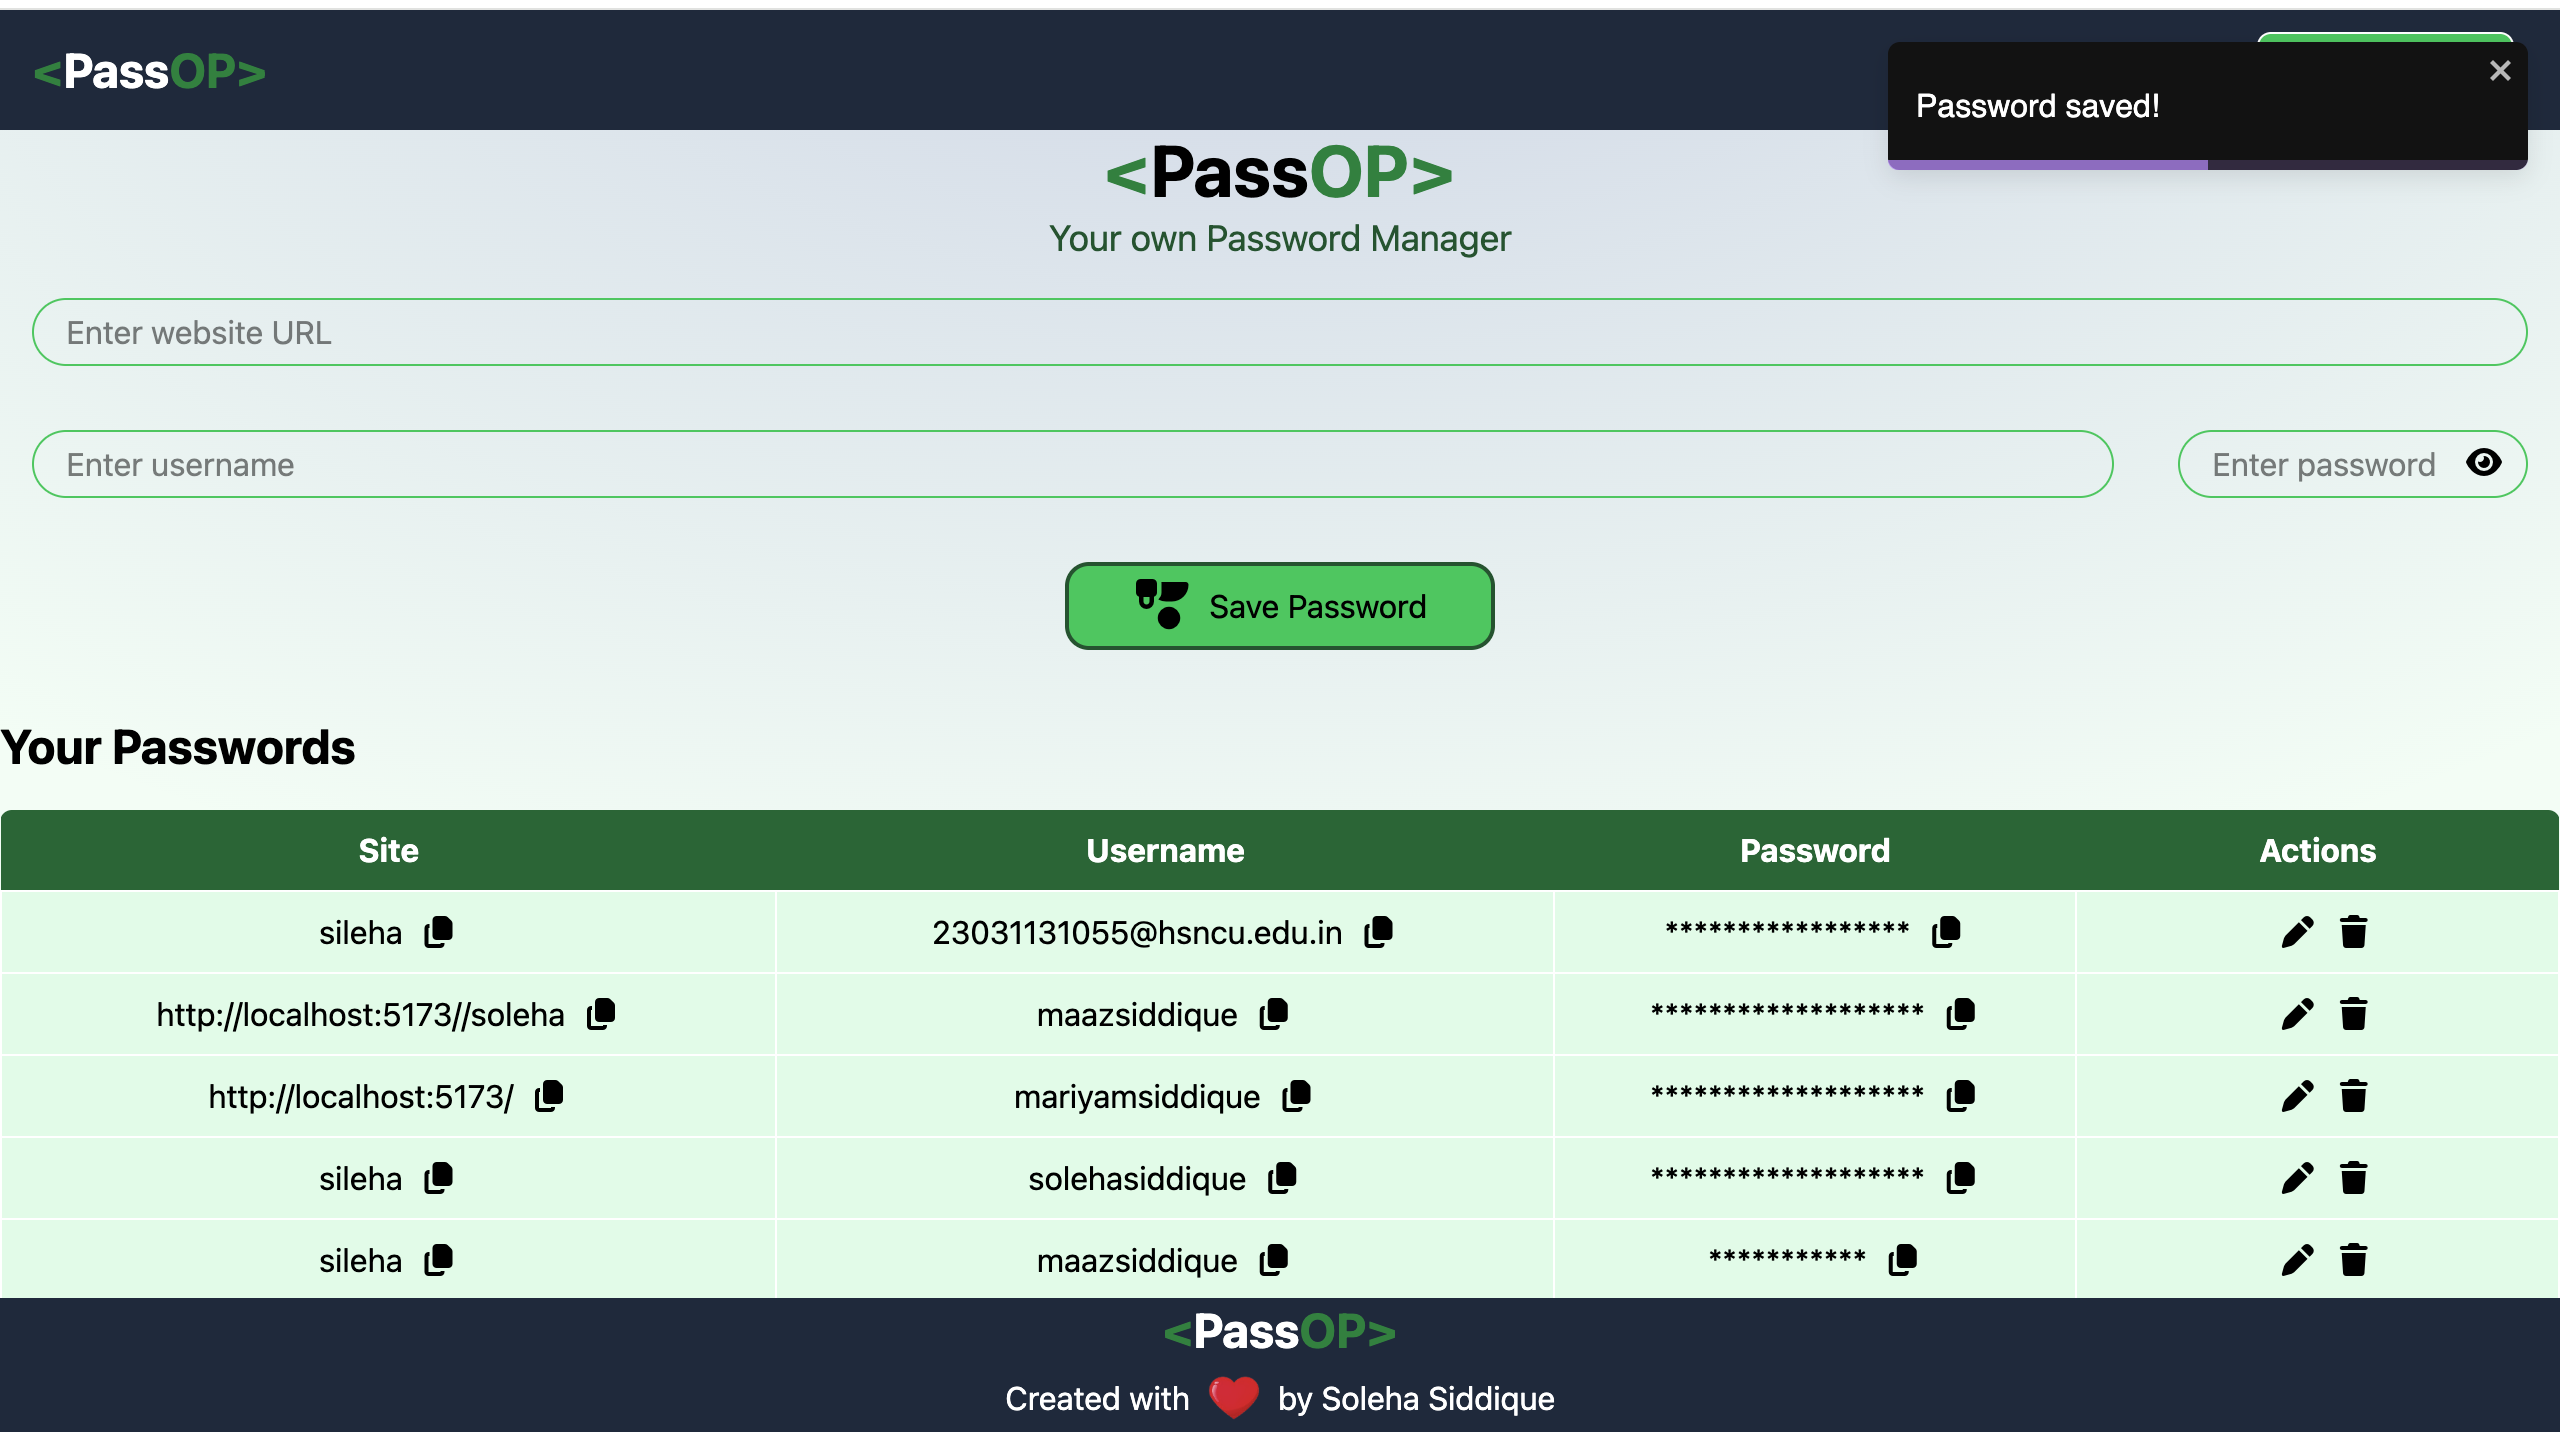 <PassOP>
Password saved!
<PassOP>
Your own Password Manager
Enter website URL
Enter username
Enter password
Save Password
Your Passwords
Site Username Password Actions
sileha 23031131055@hsncu.edu.in *****************
http://localhost:5173//soleha maazsiddique *******************
http://localhost:5173/ mariyamsiddique *******************
sileha solehasiddique *******************
sileha maazsiddique ***********
<PassOP>
Created with ❤️ by Soleha Siddique